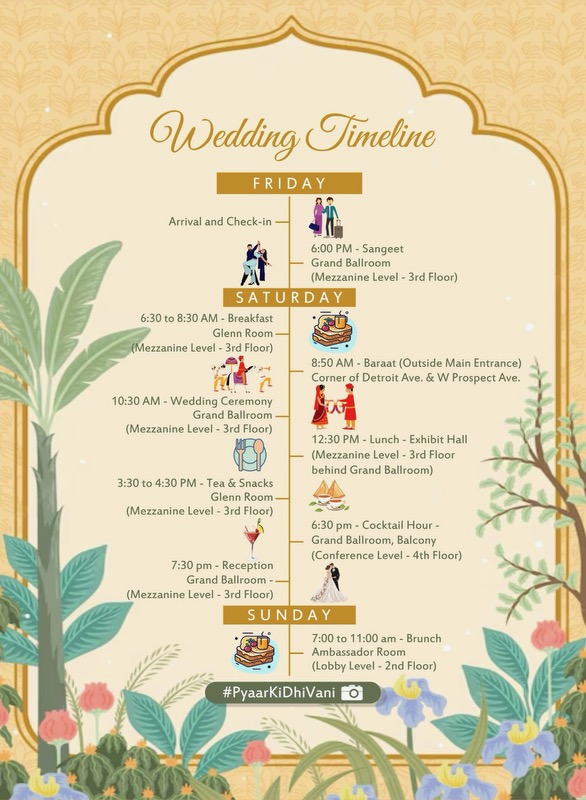 Wedding Timeline
FRIDAY
Arrival and Check-in
6:00 PM - Sangeet
Grand Ballroom
(Mezzanine Level - 3rd Floor)
SATURDAY
6:30 to 8:30 AM - Breakfast
Glenn Room
(Mezzanine Level - 3rd Floor)
8:50 AM - Baraat (Outside Main Entrance)
Corner of Detroit Ave. & W Prospect Ave.
10:30 AM - Wedding Ceremony
Grand Ballroom
(Mezzanine Level - 3rd Floor)
12:30 PM - Lunch - Exhibit Hall
(Mezzanine Level - 3rd Floor
behind Grand Ballroom)
3:30 to 4:30 PM - Tea & Snacks
Glenn Room
(Mezzanine Level - 3rd Floor)
6:30 pm - Cocktail Hour -
Grand Ballroom, Balcony
(Conference Level - 4th Floor)
7:30 pm - Reception
Grand Ballroom -
(Mezzanine Level - 3rd Floor)
SUNDAY
7:00 to 11:00 am - Brunch
Ambassador Room
(Lobby Level - 2nd Floor)
#PyaarKiDhiVani